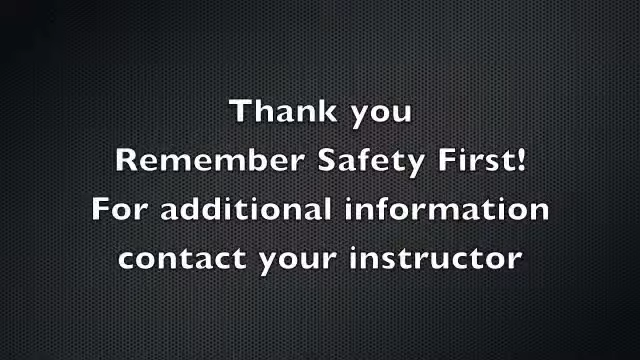 Thank you
Remember Safety First!
For additional information
contact your instructor